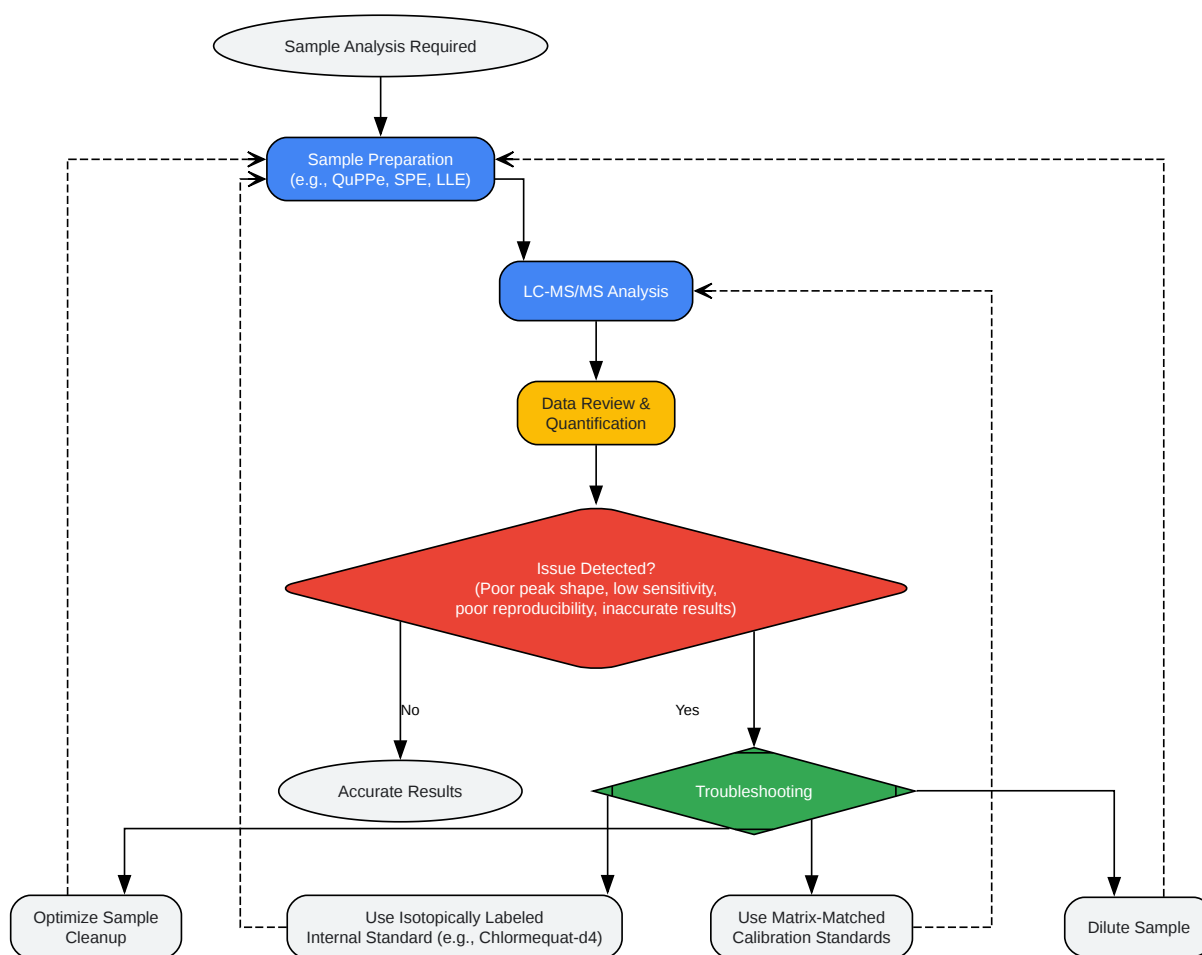 Sample Analysis Required
Sample Preparation
(e.g., QuPPe, SPE, LLE)
LC-MS/MS Analysis
Data Review &
Quantification
Issue Detected?
(Poor peak shape, low sensitivity,
poor reproducibility, inaccurate results)
No
Yes
Accurate Results
Troubleshooting
Optimize Sample
Cleanup
Use Isotopically Labeled
Internal Standard (e.g., Chlormequat-d4)
Use Matrix-Matched
Calibration Standards
Dilute Sample